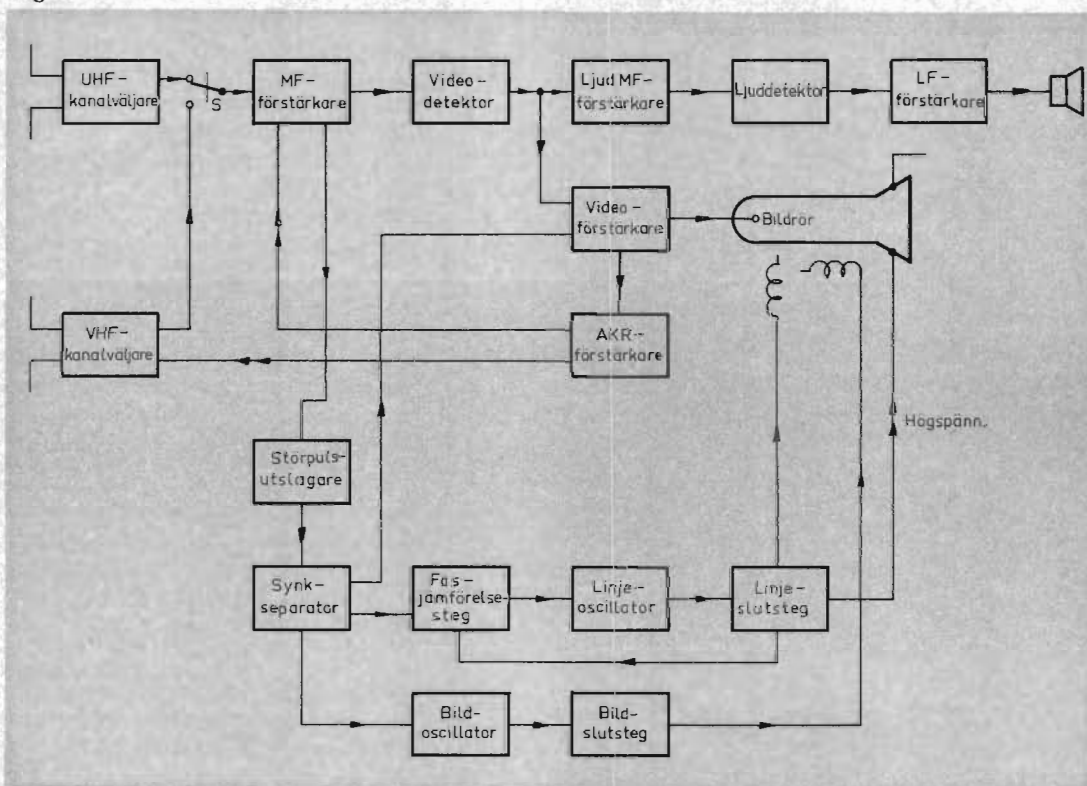 UHF-
kanalväljare
S
MF-
förstärkare
Video-
detektor
Ljud MF-
förstärkare
Ljuddetektor
LF-
förstärkare
Video-
förstärkare
Bildrör
VHF-
kanalväljare
AKR-
förstärkare
Högspänn.
Störpuls-
utslagare
Synk-
separator
Fas-
jämförelse-
steg
Linje-
oscillator
Linje-
slutsteg
Bild-
oscillator
Bild-
slutsteg